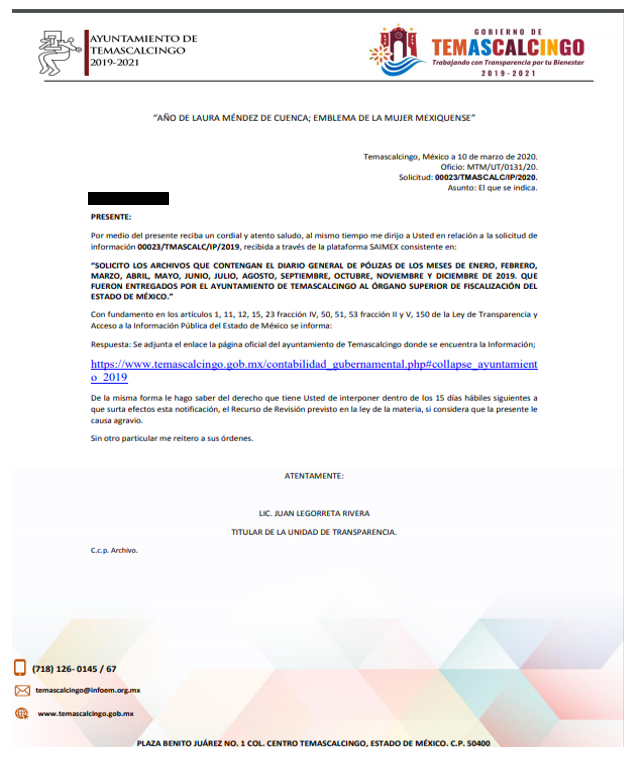 AYUNTAMIENTO DE
TEMASCALCINGO
2019-2021
GOBIERNO DE
TEMASCALCINGO
Trabajando con Transparencia por tu Bienestar
2019-2021
“AÑO DE LAURA MÉNDEZ DE CUENCA; EMBLEMA DE LA MUJER MEXIQUENSE”
Temascalcingo, México a 10 de marzo de 2020.
Oficio: MTM/UT/0131/20.
Solicitud: 00023/TMASCALC/IP/2020.
Asunto: El que se indica.
PRESENTE:
Por medio del presente reciba un cordial y atento saludo, al mismo tiempo me dirijo a Usted en relación a la solicitud de
información 00023/TMASCALC/IP/2019, recibida a través de la plataforma SAIMEX consistente en:
“SOLICITO LOS ARCHIVOS QUE CONTENGAN EL DIARIO GENERAL DE PÓLIZAS DE LOS MESES DE ENERO, FEBRERO,
MARZO, ABRIL, MAYO, JUNIO, JULIO, AGOSTO, SEPTIEMBRE, OCTUBRE, NOVIEMBRE Y DICIEMBRE DE 2019. QUE
FUERON ENTREGADOS POR EL AYUNTAMIENTO DE TEMASCALCINGO AL ÓRGANO SUPERIOR DE FISCALIZACIÓN DEL
ESTADO DE MÉXICO.”
Con fundamento en los artículos 1, 11, 12, 15, 23 fracción IV, 50, 51, 53 fracción II y V, 150 de la Ley de Transparencia y
Acceso a la Información Pública del Estado de México se informa:
Respuesta: Se adjunta el enlace la página oficial del ayuntamiento de Temascalcingo donde se encuentra la Información;
https://www.temascalcingo.gob.mx/contabilidad_gubernamental.php#collapse_ayuntamient
o_2019
De la misma forma le hago saber del derecho que tiene Usted de interponer dentro de los 15 días hábiles siguientes a
que surta efectos esta notificación, el Recurso de Revisión previsto en la ley de la materia, si considera que la presente le
causa agravio.
Sin otro particular me reitero a sus órdenes.
ATENTAMENTE:
LIC. JUAN LEGORRETA RIVERA
TITULAR DE LA UNIDAD DE TRANSPARENCIA.
C.c.p. Archivo.
(718) 126- 0145 / 67
temascalcingo@infoem.org.mx
www.temascalcingo.gob.mx
PLAZA BENITO JUÁREZ NO. 1 COL. CENTRO TEMASCALCINGO, ESTADO DE MÉXICO. C.P. 50400